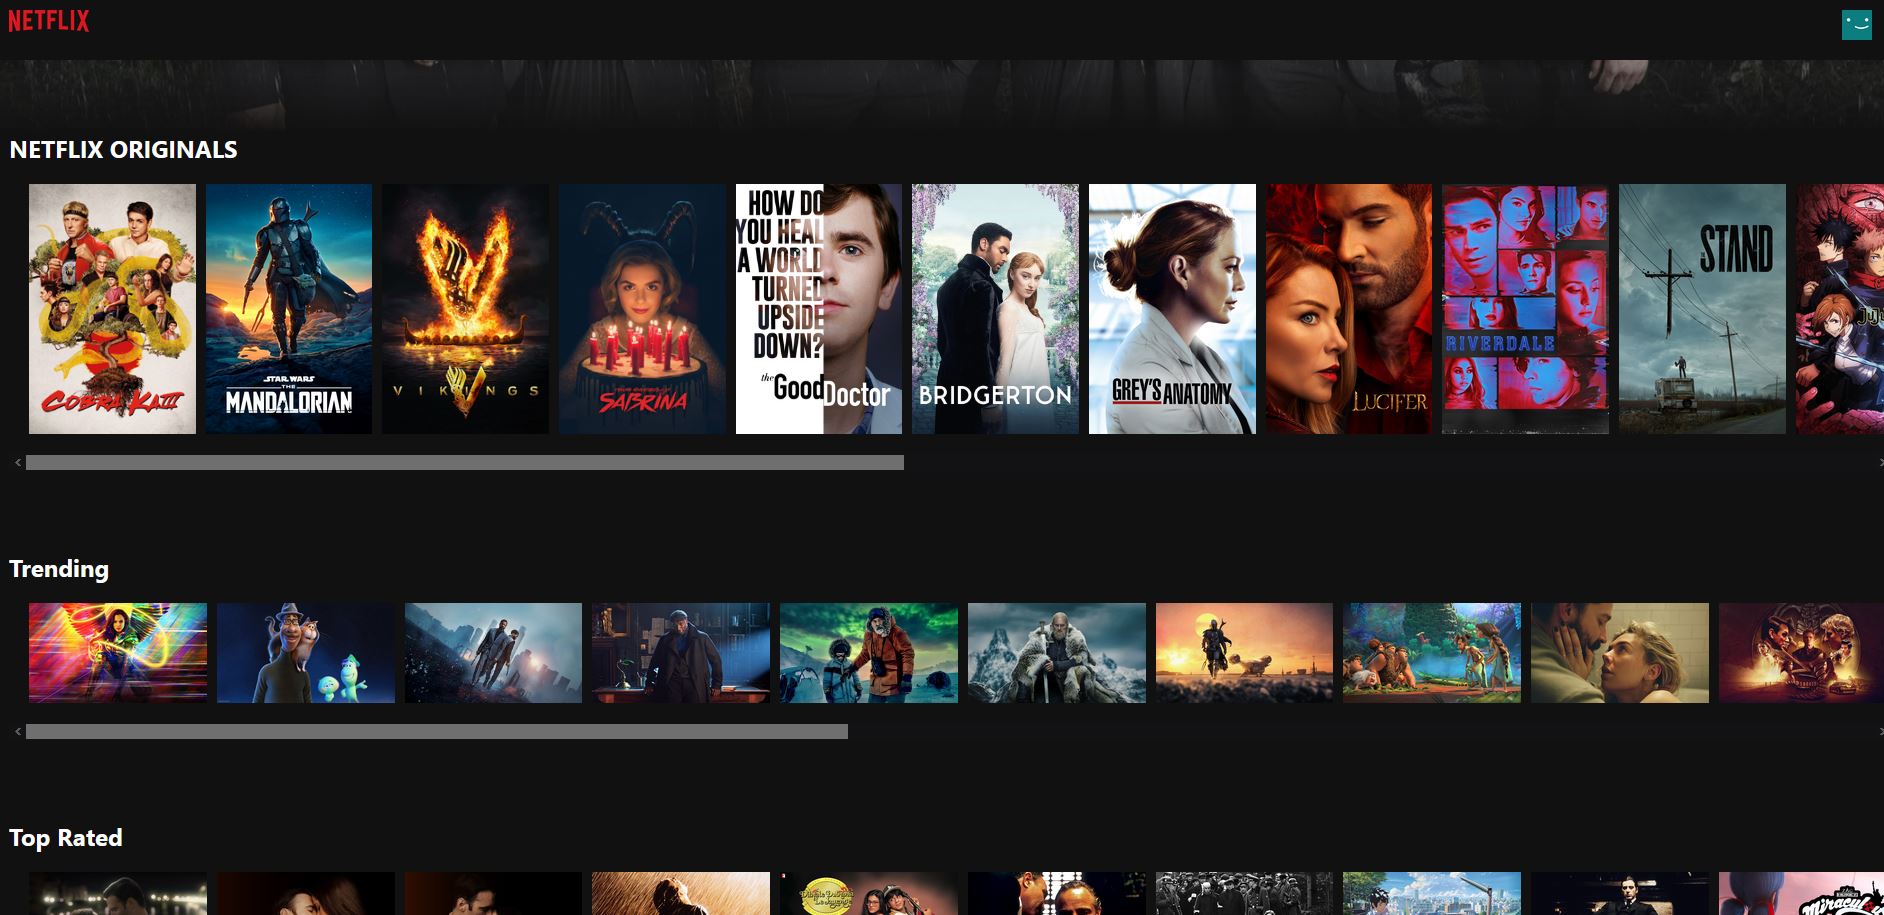 NETFLIX
NETFLIX ORIGINALS
COBRA KAI
STAR WARS
THE
MANDALORIAN
VIKINGS
SABRINA
HOW DO
YOU HEAL
A WORLD
TURNED
UPSIDE
DOWN?
the Good Doctor
BRIDGERTON
GREY'S ANATOMY
LUCIFER
RIVERDALE
STAND
Trending
Top Rated